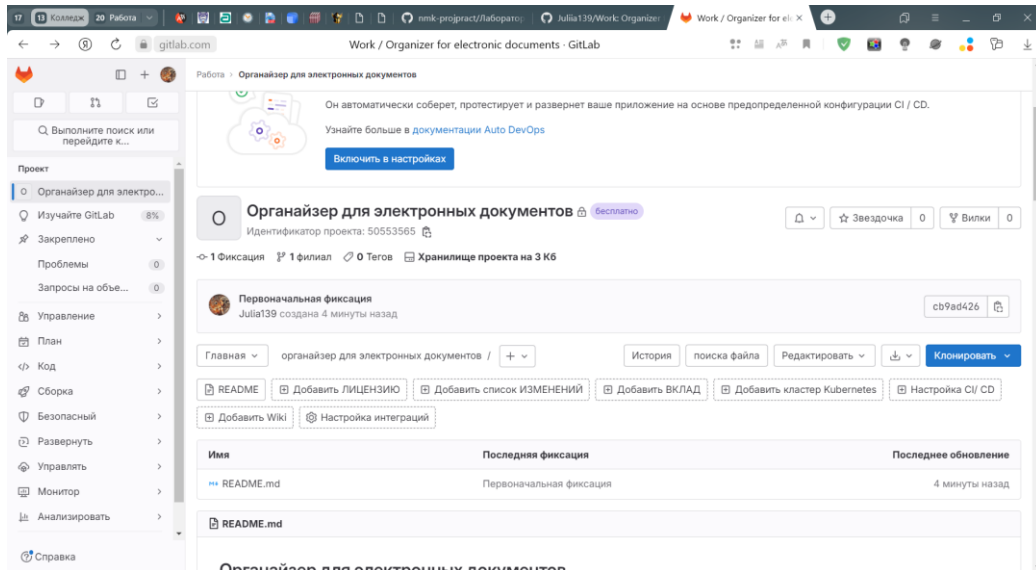 17 13 Колледж 20 Работа nmk-projpract/Лаборатор Juliia139/Work: Organizer Work / Organizer for ele
gitlab.com Work / Organizer for electronic documents · GitLab
Работа > Органайзер для электронных документов
Выполните поиск или перейдите к...
Проект
О Органайзер для электро...
Изучайте GitLab 8%
Закреплено
Проблемы 0
Запросы на объе... 0
Управление
План
Код
Сборка
Безопасный
Развернуть
Управлять
Монитор
Анализировать
Справка
Он автоматически соберет, протестирует и развернет ваше приложение на основе предопределенной конфигурации CI / CD.
Узнайте больше в документации Auto DevOps
Включить в настройках
О Органайзер для электронных документов бесплатно
Идентификатор проекта: 50553565
Звездочка 0 Вилки 0
1 Фиксация 1 филиал 0 Тегов Хранилище проекта на 3 Кб
Первоначальная фиксация
Julia139 создана 4 минуты назад
cb9ad426
Главная органайзер для электронных документов / + История поиска файла Редактировать Клонировать
README Добавить ЛИЦЕНЗИЮ Добавить список ИЗМЕНЕНИЙ Добавить ВКЛАД Добавить кластер Kubernetes Настройка CI/ CD
Добавить Wiki Настройка интеграций
Имя Последняя фиксация Последнее обновление
README.md Первоначальная фиксация 4 минуты назад
README.md
Органайзер для электронных документов